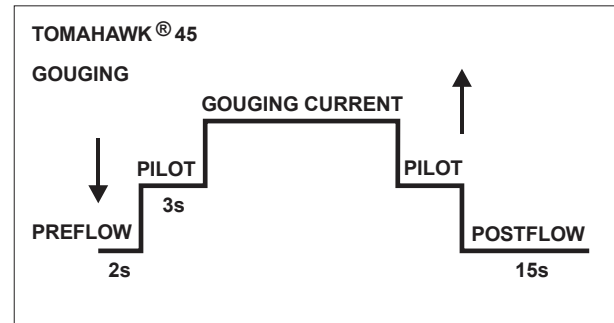 TOMAHAWK ® 45
GOUGING
GOUGING CURRENT
PILOT
PILOT
3s
PREFLOW
POSTFLOW
2s
15s